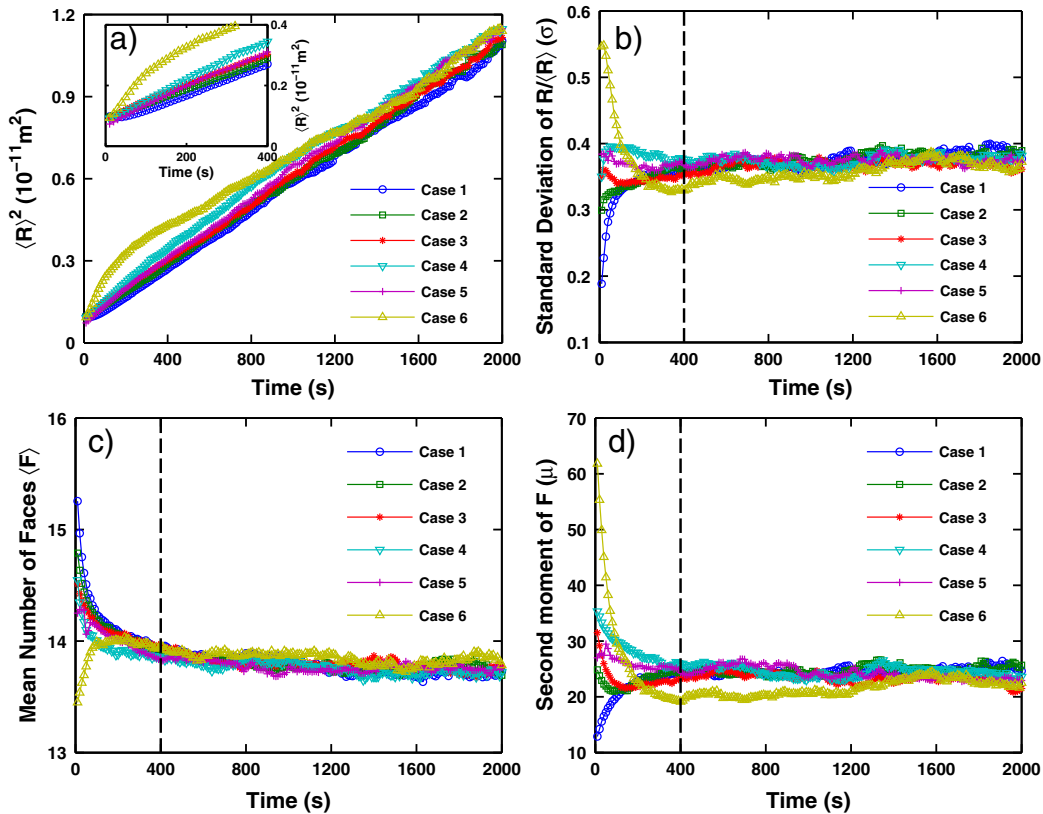 a)
1.2
0.9
0.6
0.3
0
⟨R⟩² (10⁻¹¹m²)
0 400 800 1200 1600 2000
Time (s)
0.4
0.2
0
⟨R⟩² (10⁻¹¹m²)
0 200 400
Time (s)
Case 1
Case 2
Case 3
Case 4
Case 5
Case 6
b)
0.6
0.5
0.4
0.3
0.2
0.1
Standard Deviation of R/⟨R⟩ (σ)
0 400 800 1200 1600 2000
Time (s)
Case 1
Case 2
Case 3
Case 4
Case 5
Case 6
c)
16
15
14
13
Mean Number of Faces ⟨F⟩
0 400 800 1200 1600 2000
Time (s)
Case 1
Case 2
Case 3
Case 4
Case 5
Case 6
d)
70
60
50
40
30
20
10
Second moment of F (μ)
0 400 800 1200 1600 2000
Time (s)
Case 1
Case 2
Case 3
Case 4
Case 5
Case 6